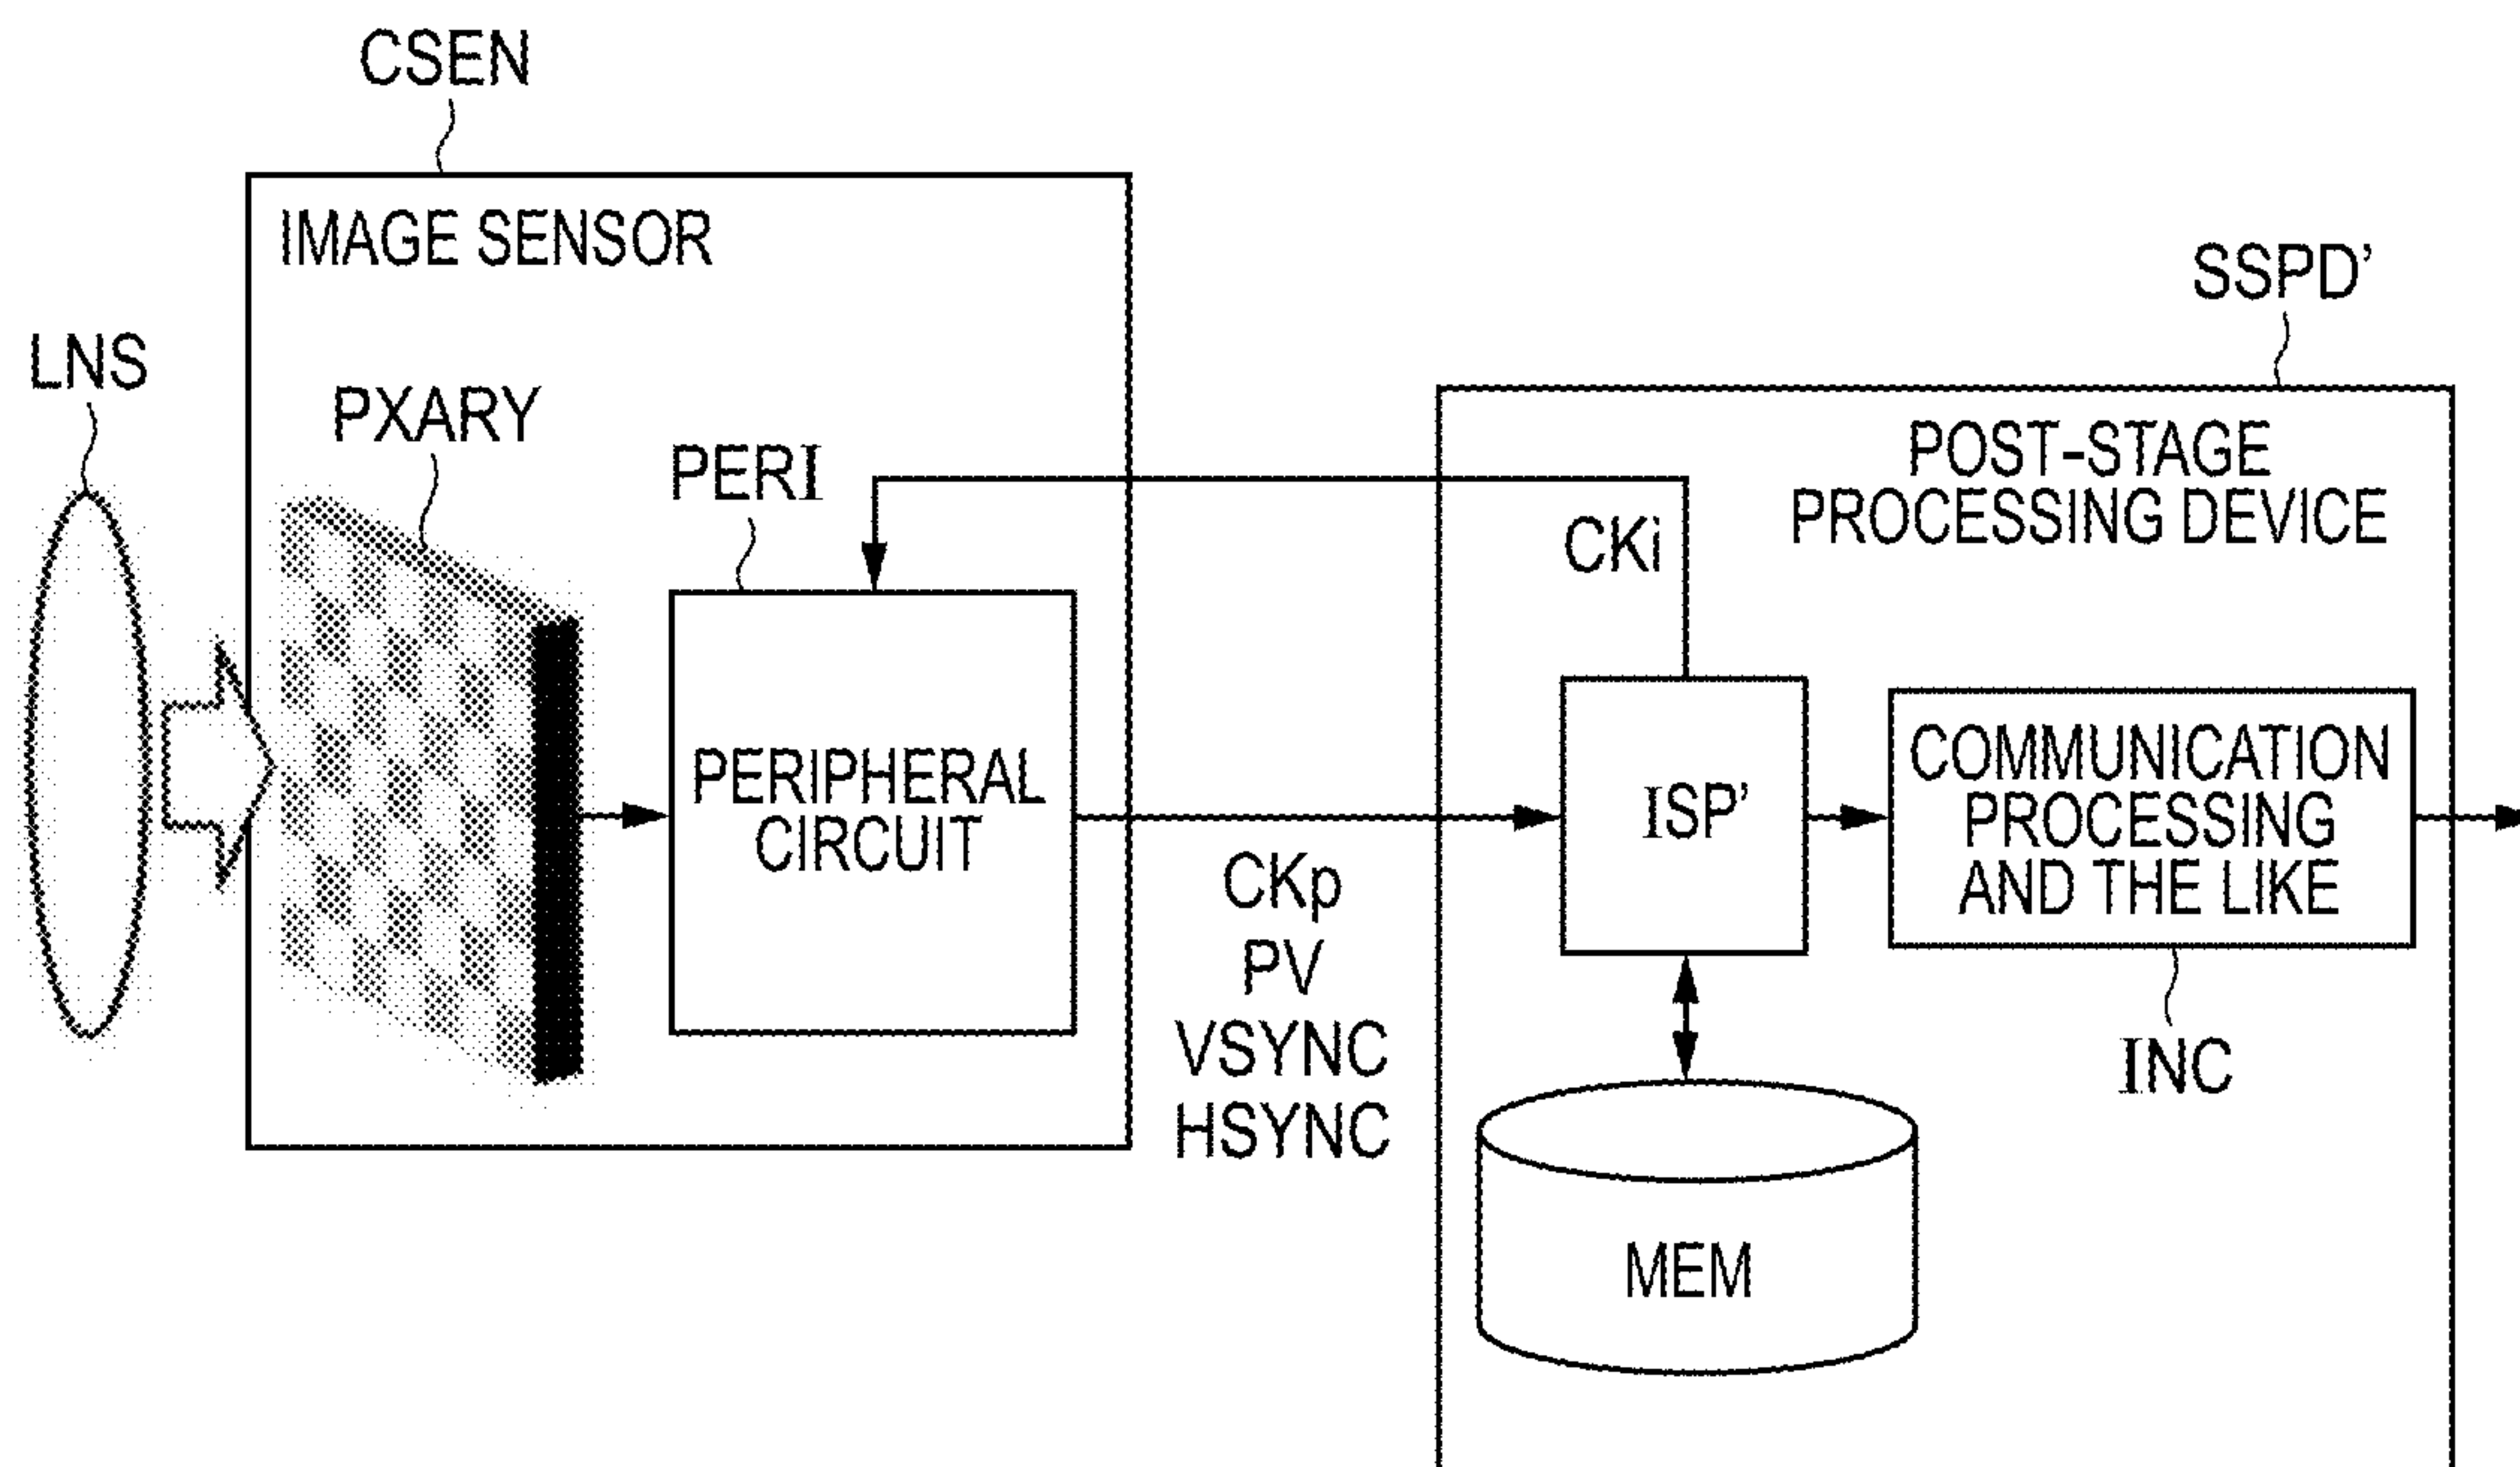 CSEN
IMAGE SENSOR
SSPD'
LNS
PXARY
PERI
POST-STAGE
PROCESSING DEVICE
CKi
PERIPHERAL
CIRCUIT
ISP'
COMMUNICATION
PROCESSING
AND THE LIKE
CKp
PV
VSYNC
HSYNC
INC
MEM